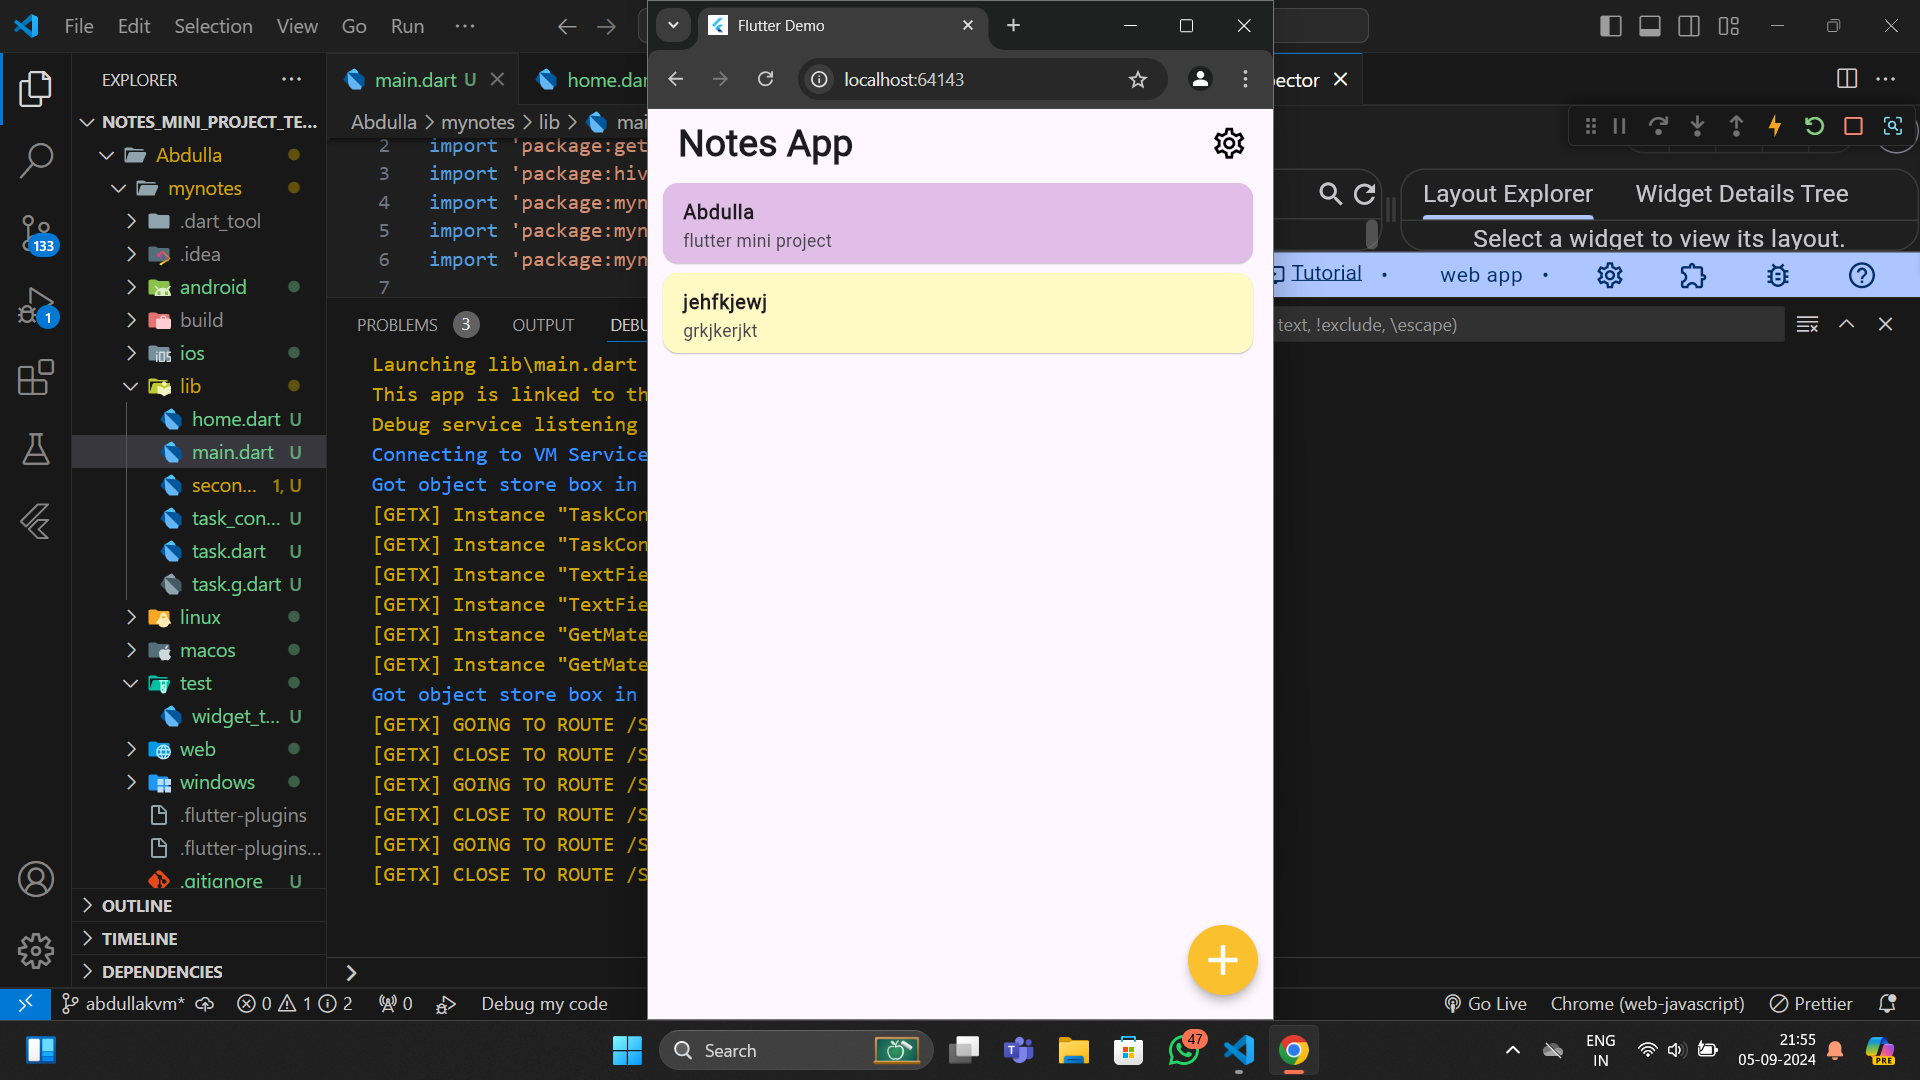 File Edit Selection View Go Run ...
Flutter Demo
EXPLORER
main.dart U
home.dar
localhost:64143
pector
NOTES_MINI_PROJECT_TE...
Abdulla > mynotes > lib > mai
Notes App
Abdulla
mynotes
.dart_tool
.idea
android
build
ios
lib
home.dart U
main.dart U
secon... 1, U
task_con... U
task.dart U
task.g.dart U
linux
macos
test
widget_t... U
web
windows
.flutter-plugins
.flutter-plugins...
.gitignore U
OUTLINE
TIMELINE
DEPENDENCIES
133
1
2 import 'package:get
3 import 'package:hiv
4 import 'package:myn
5 import 'package:myn
6 import 'package:myn
7
PROBLEMS 3 OUTPUT DEBU
Launching lib\main.dart
This app is linked to th
Debug service listening
Connecting to VM Service
Got object store box in
[GETX] Instance "TaskCon
[GETX] Instance "TaskCon
[GETX] Instance "TextFie
[GETX] Instance "TextFie
[GETX] Instance "GetMate
[GETX] Instance "GetMate
Got object store box in
[GETX] GOING TO ROUTE /S
[GETX] CLOSE TO ROUTE /S
[GETX] GOING TO ROUTE /S
[GETX] CLOSE TO ROUTE /S
[GETX] GOING TO ROUTE /S
[GETX] CLOSE TO ROUTE /S
Abdulla
flutter mini project
jehfkjewj
grkjkerjkt
Layout Explorer Widget Details Tree
Select a widget to view its layout.
Tutorial • web app •
text, !exclude, \escape)
abdullakvm* 0 1 2 0 Debug my code
Go Live Chrome (web-javascript) Prettier
Search
47
ENG
IN
21:55
05-09-2024
PRE